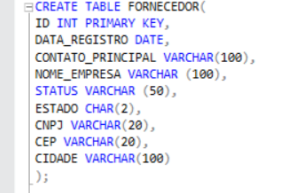 CREATE TABLE FORNECEDOR(
ID INT PRIMARY KEY,
DATA_REGISTRO DATE,
CONTATO_PRINCIPAL VARCHAR(100),
NOME_EMPRESA VARCHAR (100),
STATUS VARCHAR (50),
ESTADO CHAR(2),
CNPJ VARCHAR(20),
CEP VARCHAR(20),
CIDADE VARCHAR(100)
);